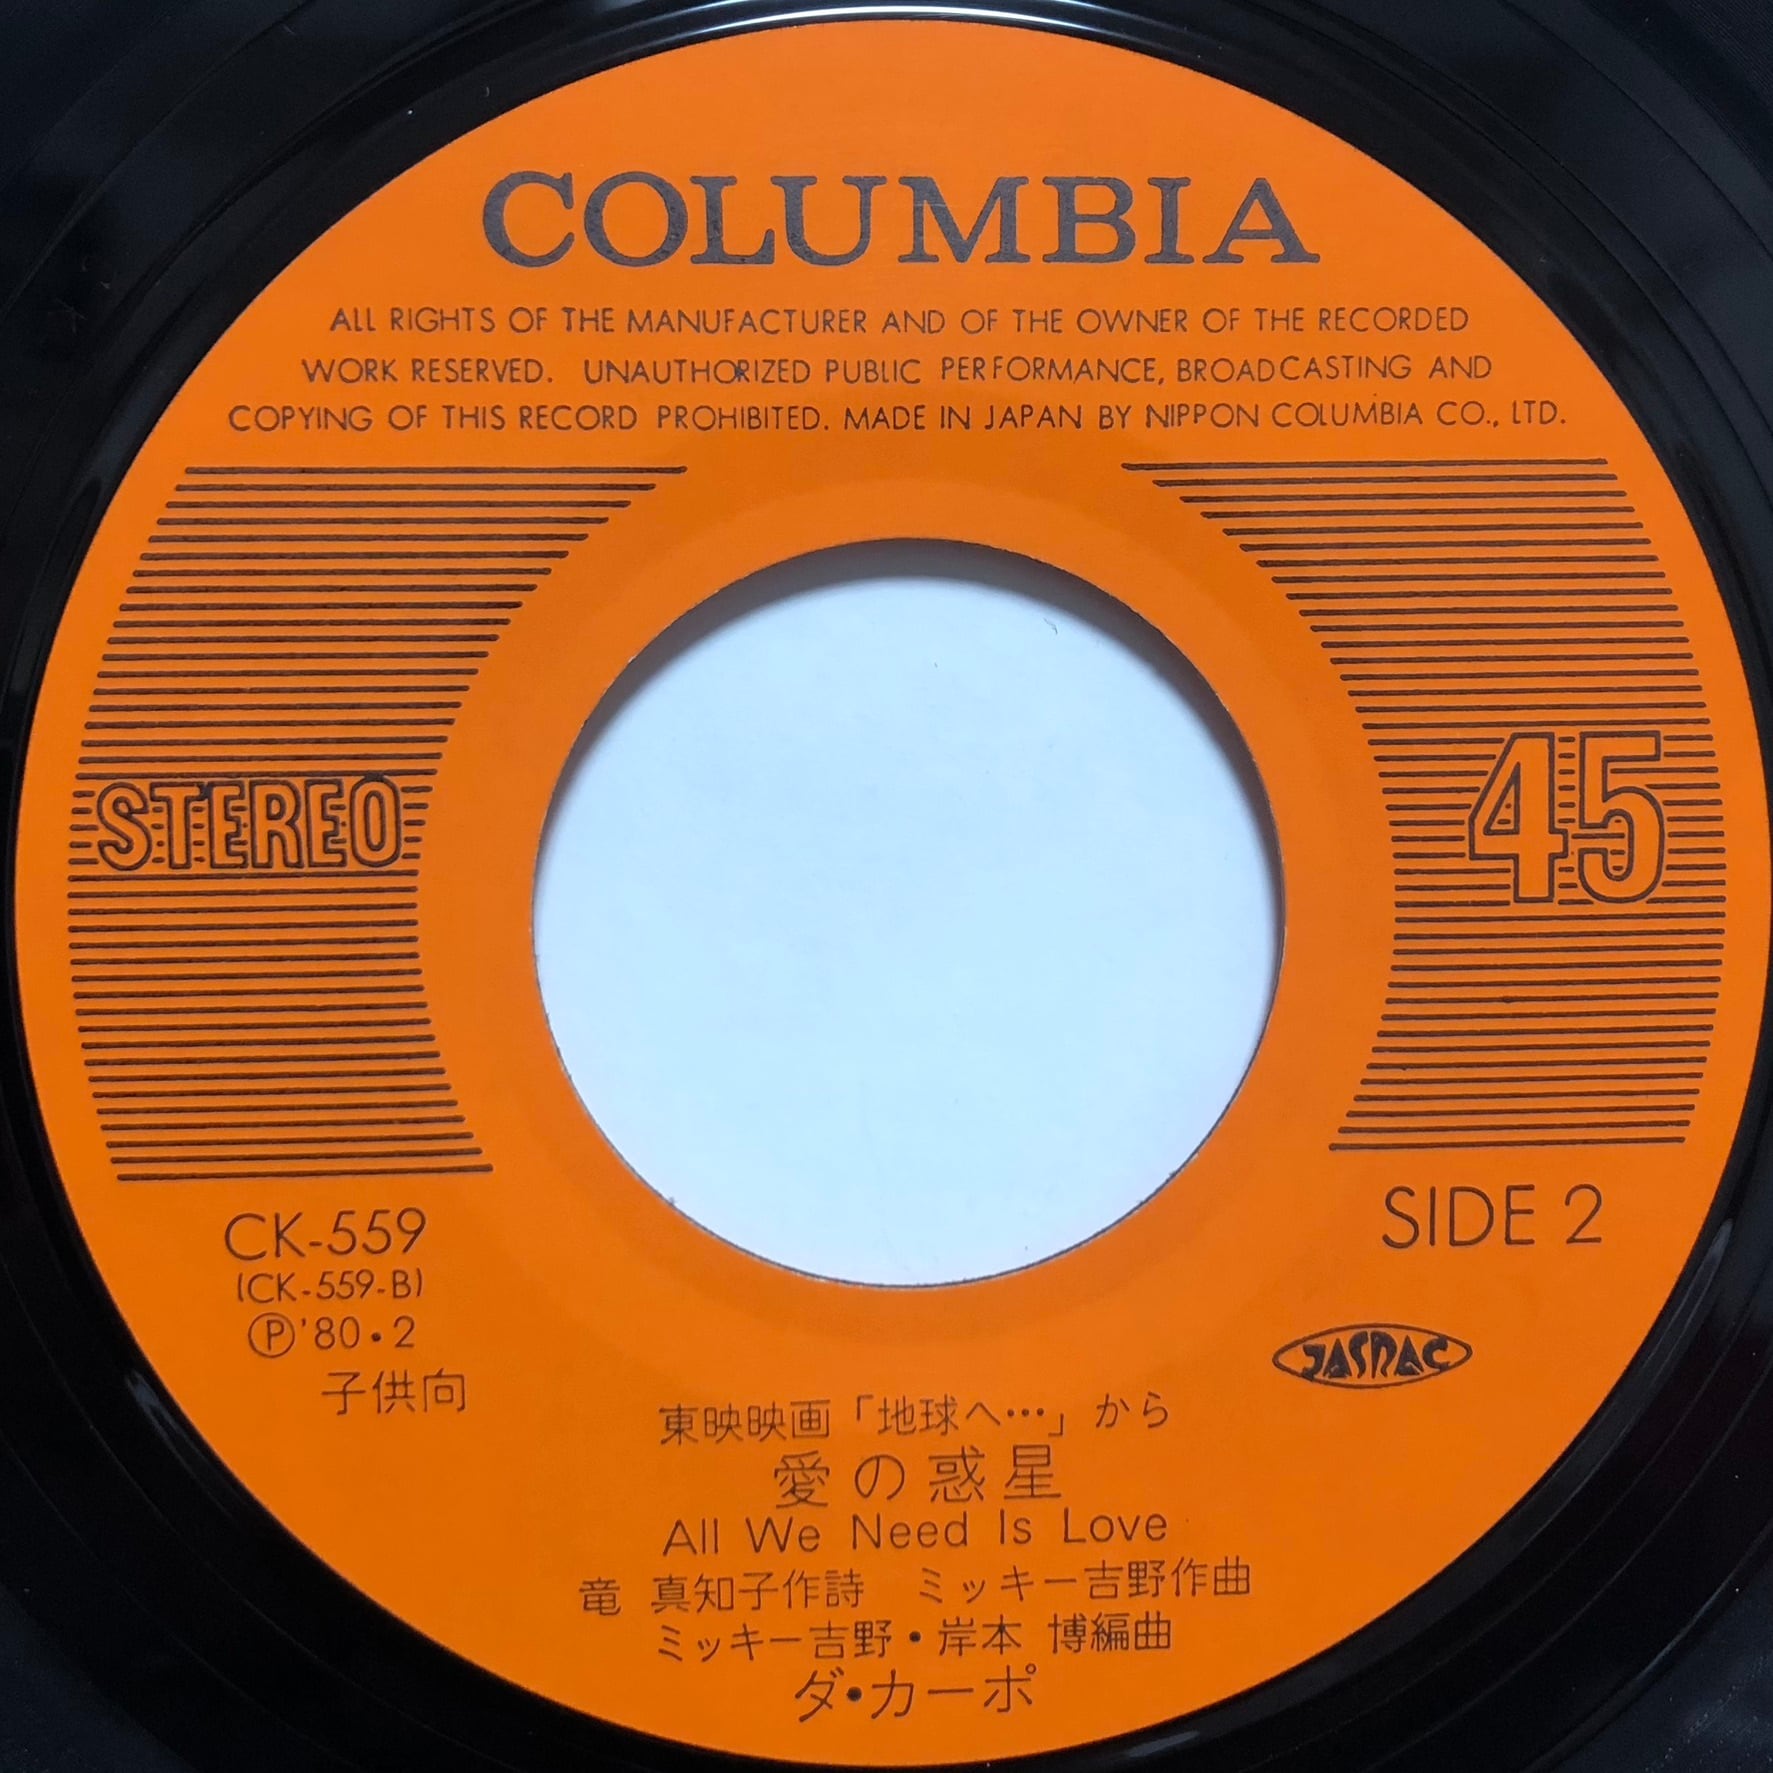 COLUMBIA
ALL RIGHTS OF THE MANUFACTURER AND OF THE OWNER OF THE RECORDED
WORK RESERVED. UNAUTHORIZED PUBLIC PERFORMANCE, BROADCASTING AND
COPYING OF THIS RECORD PROHIBITED. MADE IN JAPAN BY NIPPON COLUMBIA CO., LTD.
STEREO
45
CK-559
(CK-559-B)
Ⓟ'80・2
子供向
SIDE 2
JASRAC
東映映画「地球へ…」から
愛の惑星
All We Need Is Love
竜 真知子作詩 ミッキー吉野作曲
ミッキー吉野・岸本 博編曲
ダ・カーポ